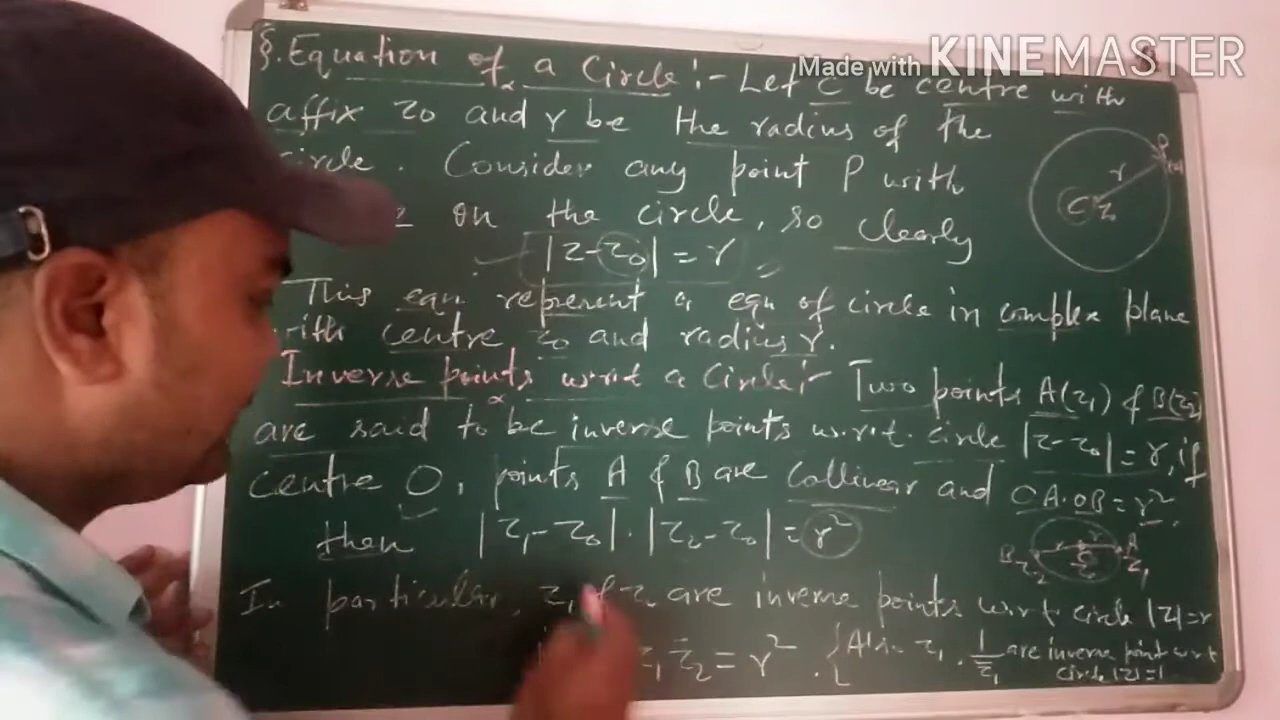 Made with KINEMASTER
§. Equation of a Circle :- Let C be centre with
affix z0 and r be the radius of the
circle. Consider any point P with
z on the circle, so clearly
|z-z0| = r
This eqn represent a eqn of circle in complex plane
with centre z0 and radius r.
Inverse points w.r.t a Circle :- Two points A(z1) & B(z2)
are said to be inverse points w.r.t. circle |z-z0| = r, if
centre O, points A & B are Collinear and OA.OB = r²
then |z1-z0|.|z2-z0| = r²
In particular, z1 & z2 are inverse points w.r.t circle |z|=r
z1 z̄2 = r². {Also z1, 1/z̄1 are inverse point w.r.t
circle |z|=1
P
r
C z0
B z2
A z1